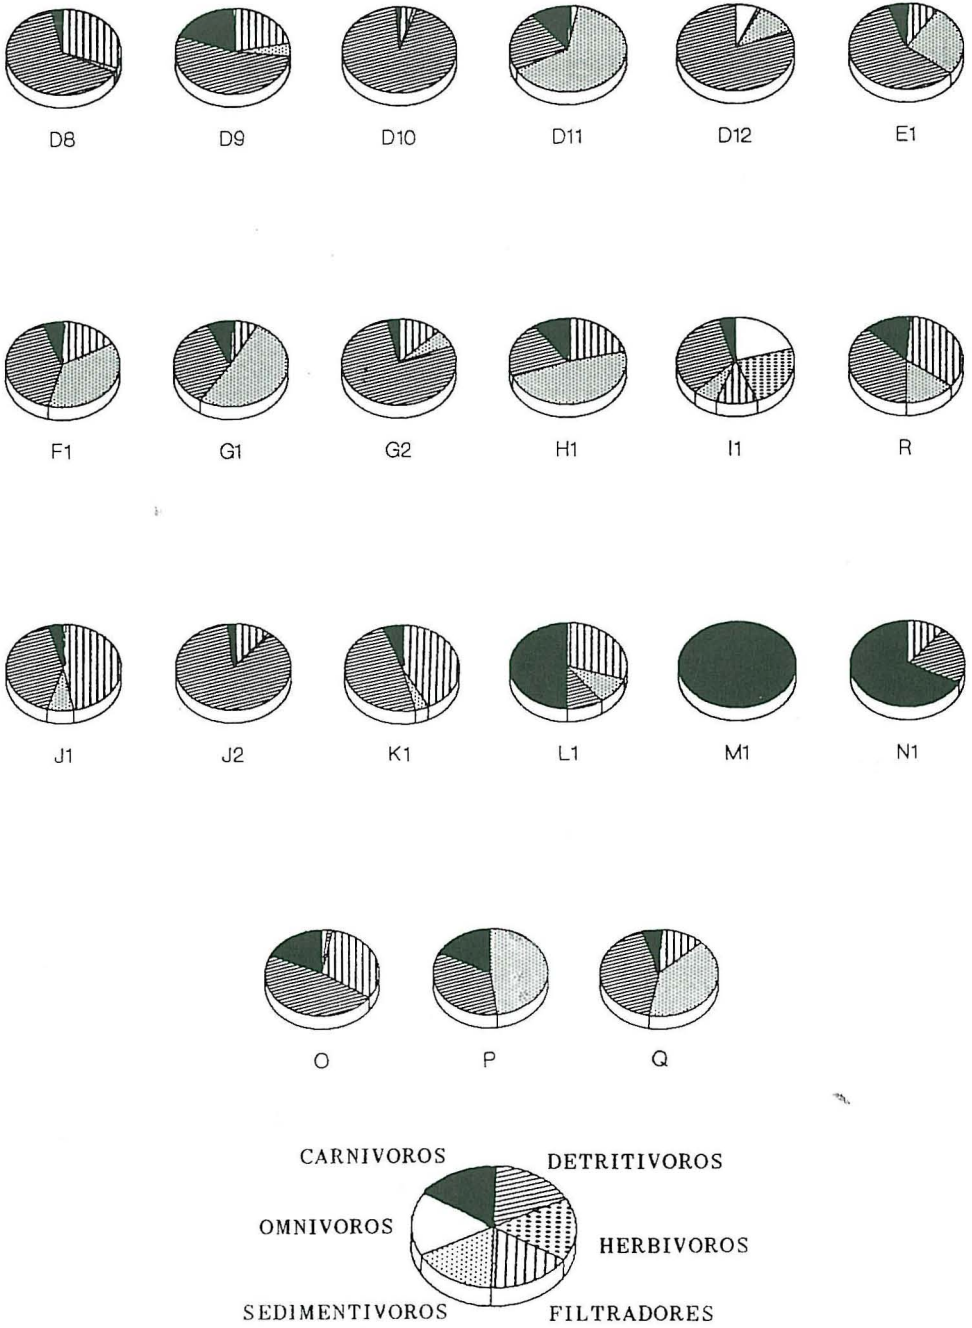 D8 D9 D10 D11 D12 E1
F1 G1 G2 H1 I1 R
J1 J2 K1 L1 M1 N1
O P Q
CARNIVOROS DETRITIVOROS
OMNIVOROS HERBIVOROS
SEDIMENTIVOROS FILTRADORES